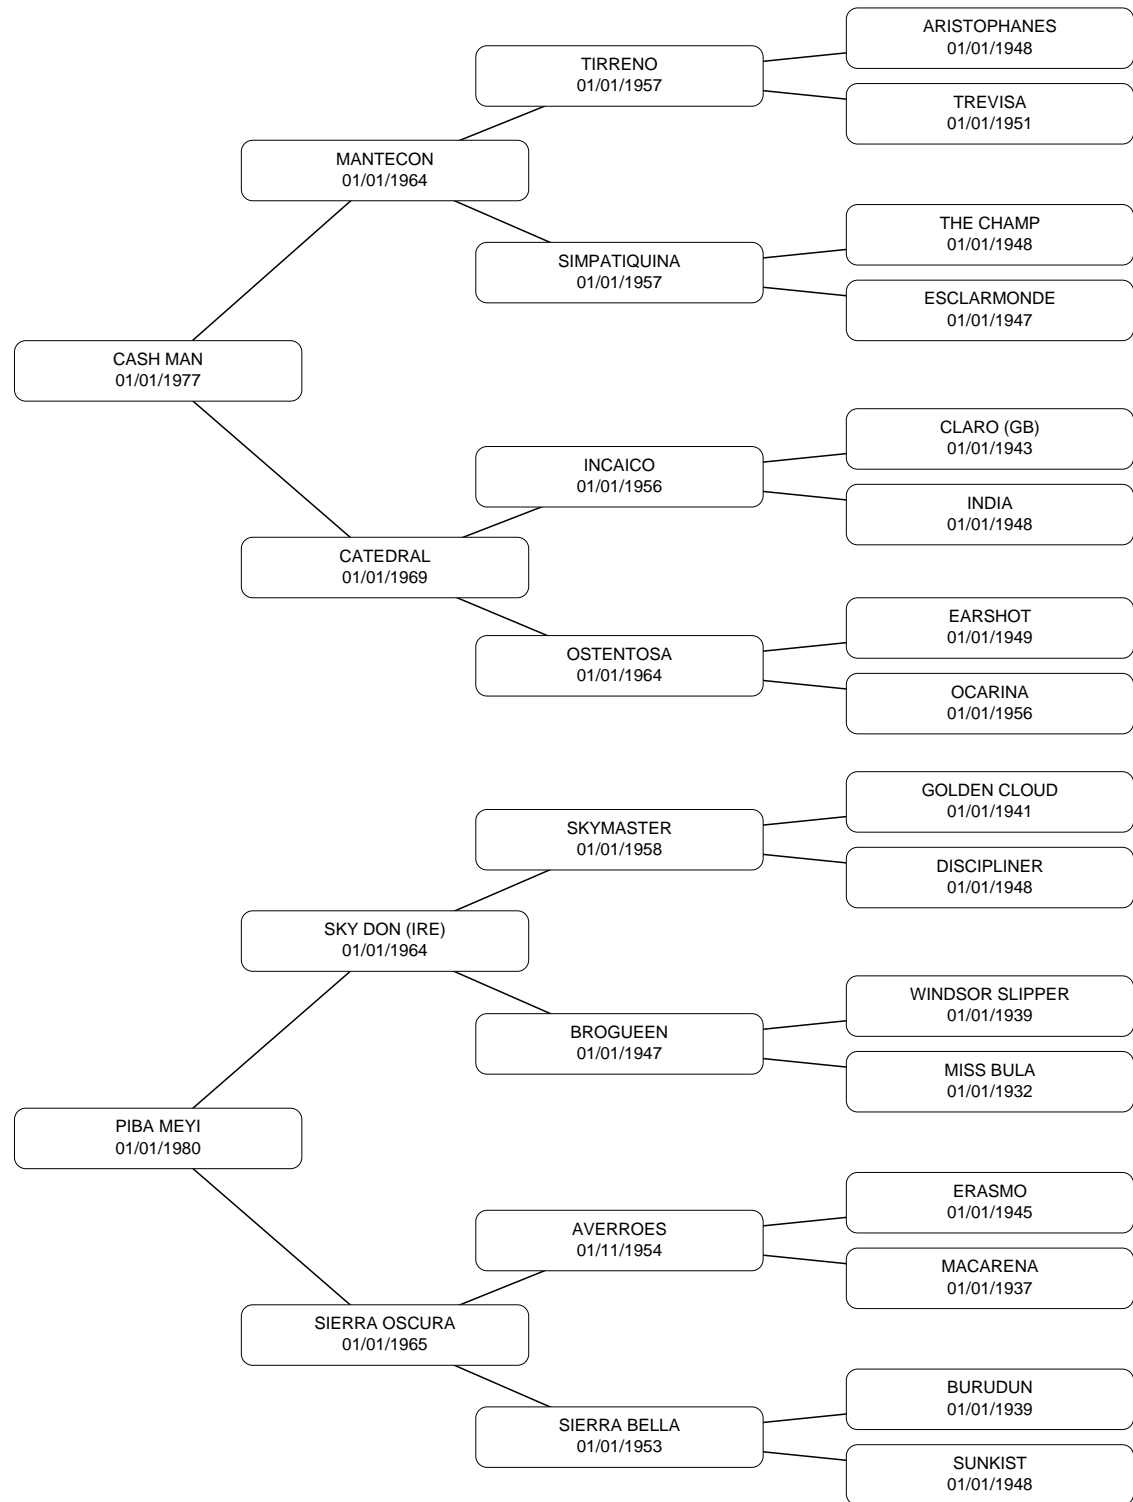 ARISTOPHANES
01/01/1948
TIRRENO
01/01/1957
TREVISA
01/01/1951
MANTECON
01/01/1964
THE CHAMP
01/01/1948
SIMPATIQUINA
01/01/1957
ESCLARMONDE
01/01/1947
CASH MAN
01/01/1977
CLARO (GB)
01/01/1943
INCAICO
01/01/1956
INDIA
01/01/1948
CATEDRAL
01/01/1969
EARSHOT
01/01/1949
OSTENTOSA
01/01/1964
OCARINA
01/01/1956
GOLDEN CLOUD
01/01/1941
SKYMASTER
01/01/1958
DISCIPLINER
01/01/1948
SKY DON (IRE)
01/01/1964
WINDSOR SLIPPER
01/01/1939
BROGUEEN
01/01/1947
MISS BULA
01/01/1932
PIBA MEYI
01/01/1980
ERASMO
01/01/1945
AVERROES
01/11/1954
MACARENA
01/01/1937
SIERRA OSCURA
01/01/1965
BURUDUN
01/01/1939
SIERRA BELLA
01/01/1953
SUNKIST
01/01/1948